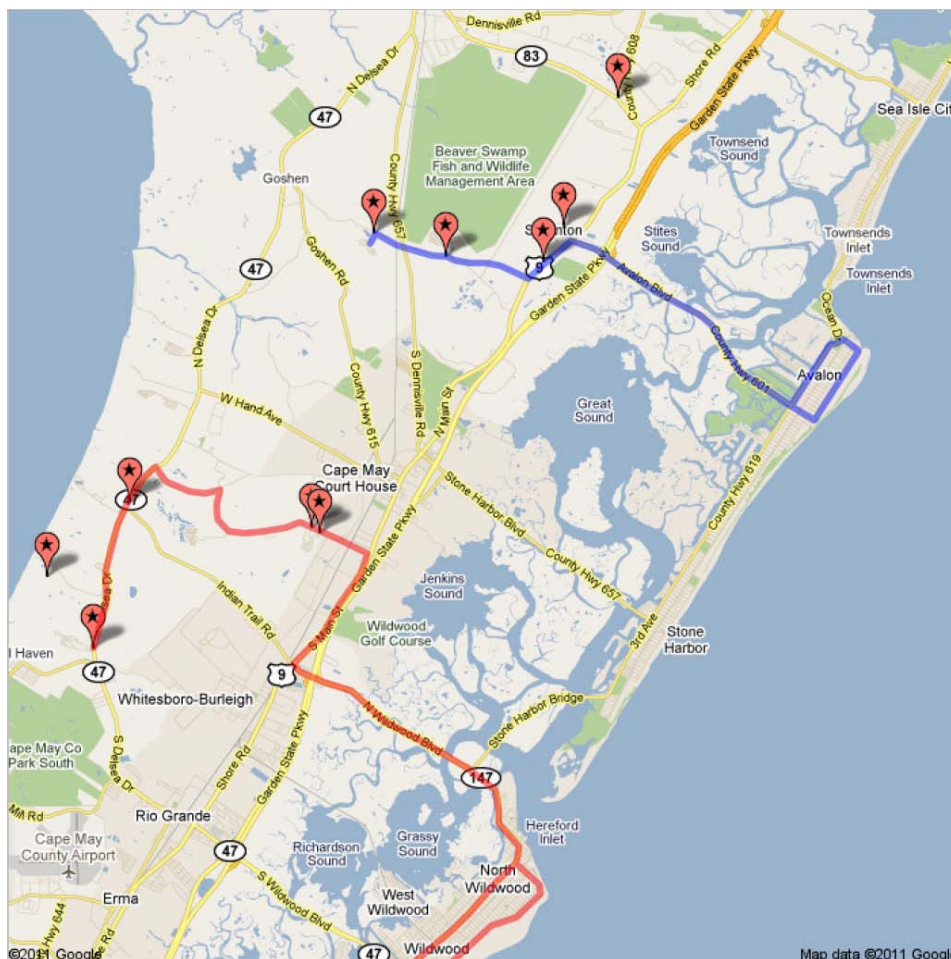 Dennisville Rd
83
County Hwy 608
Shore Rd
Garden State Pkwy
Sea Isle City
N Delsea Dr
47
Goshen
County Hwy 657
Beaver Swamp
Fish and Wildlife
Management Area
Townsend
Sound
Townsends
Inlet
Townsends
Inlet
Stites
Sound
9
Garden State Pkwy
Avalon Blvd
Ocean Dr
47
Goshen Rd
N Delsea Dr
County Hwy 601
Avalon
County Hwy 615
S Dennisville Rd
N Main St
W Hand Ave
Great
Sound
Cape May
Court House
Stone Harbor Blvd
County Hwy 619
47
Garden State Pkwy
County Hwy 657
Jenkins
Sound
Indian Trail Rd
S Main St
Wildwood
Golf Course
3rd Ave
Stone
Harbor
l Haven
47
9
Whitesboro-Burleigh
N Wildwood Blvd
Stone Harbor Bridge
ape May Co
Park South
S Delsea Dr
Shore Rd
Garden State Pkwy
147
Rd
Rio Grande
Hereford
Inlet
Cape May
County Airport
47
Richardson
Sound
Grassy
Sound
S Wildwood Blvd
North
Wildwood
West
Wildwood
Erma
Hwy 644
47
Wildwood
©2011 Google
Map data ©2011 Googl